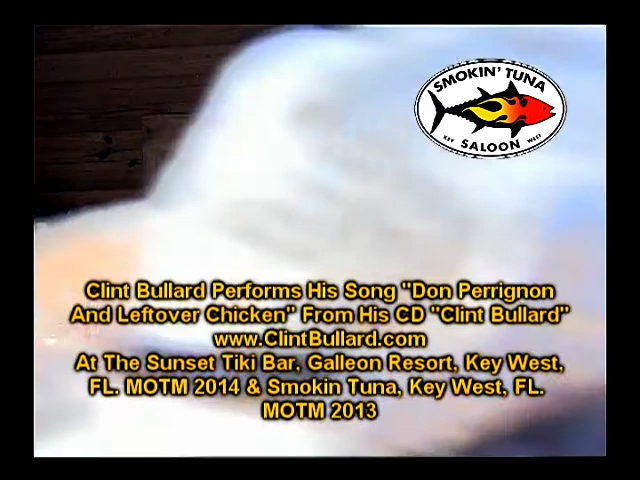 SMOKIN' TUNA
KEY WEST
SALOON
Clint Bullard Performs His Song "Don Perrignon
And Leftover Chicken" From His CD "Clint Bullard"
www.ClintBullard.com
At The Sunset Tiki Bar, Galleon Resort, Key West,
FL. MOTM 2014 & Smokin Tuna, Key West, FL.
MOTM 2013